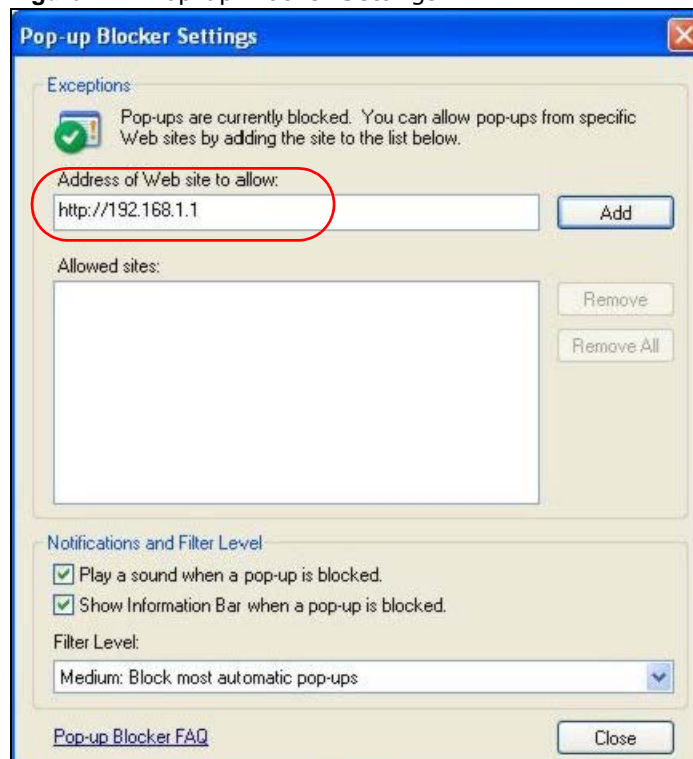 Pop-up Blocker Settings
Exceptions
Pop-ups are currently blocked. You can allow pop-ups from specific
Web sites by adding the site to the list below.
Address of Web site to allow:
http://192.168.1.1
Add
Allowed sites:
Remove
Remove All
Notifications and Filter Level
Play a sound when a pop-up is blocked.
Show Information Bar when a pop-up is blocked.
Filter Level:
Medium: Block most automatic pop-ups
Pop-up Blocker FAQ
Close